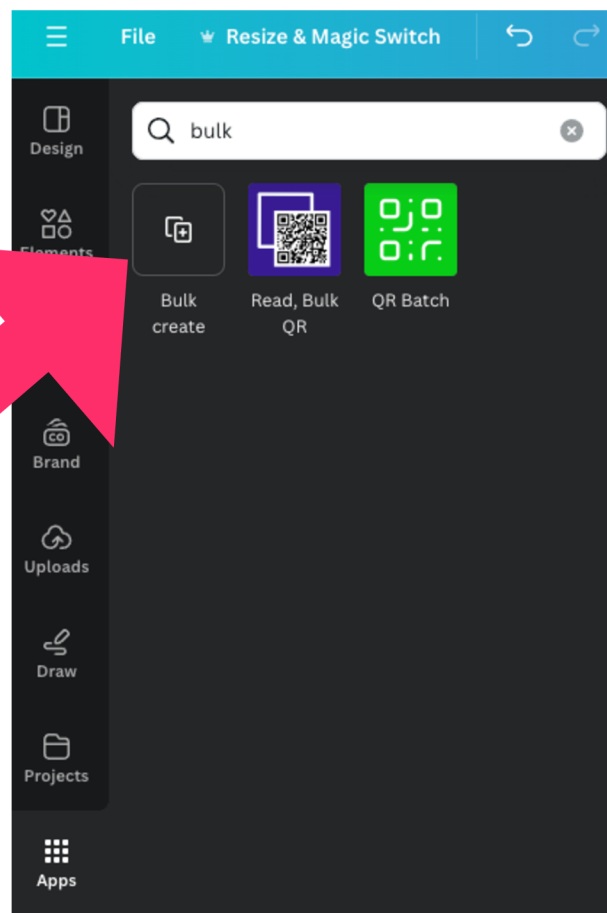 File
Resize & Magic Switch
Design
bulk
Elements
Bulk
create
Read, Bulk
QR
QR Batch
CO
Brand
Uploads
Draw
Projects
Apps